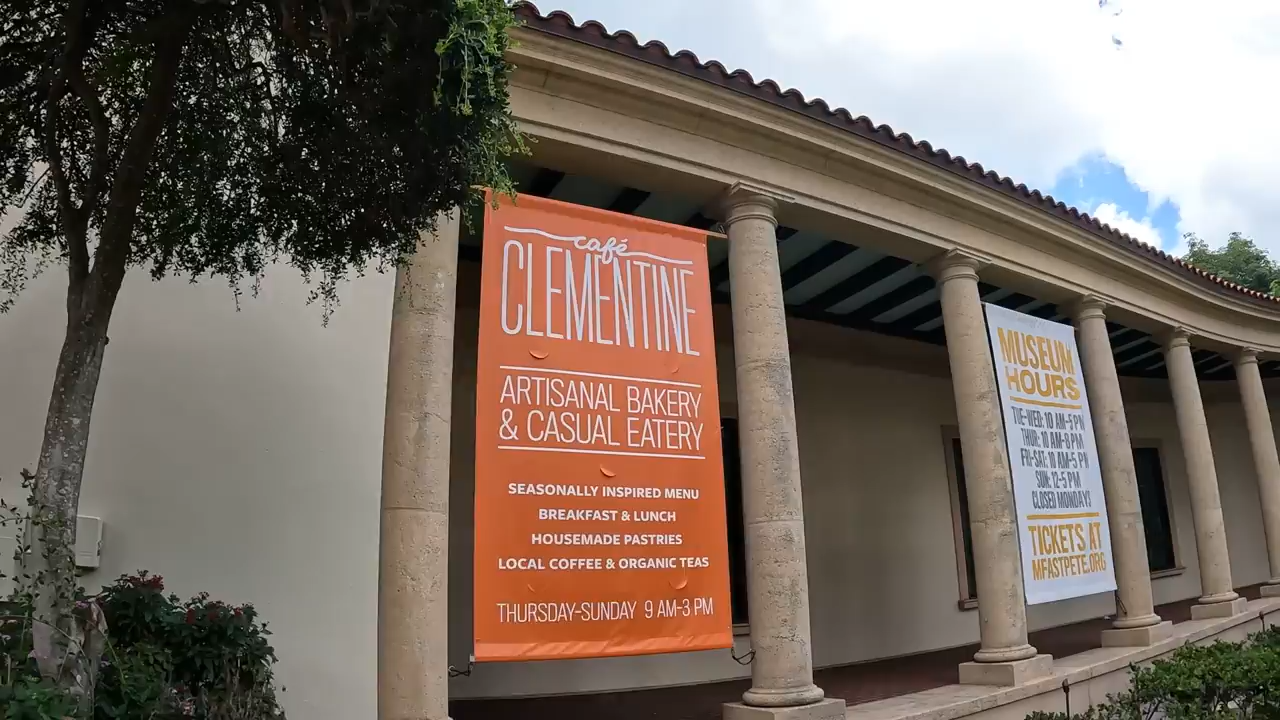 café
CLEMENTINE
ARTISANAL BAKERY
& CASUAL EATERY
SEASONALLY INSPIRED MENU
BREAKFAST & LUNCH
HOUSEMADE PASTRIES
LOCAL COFFEE & ORGANIC TEAS
THURSDAY-SUNDAY 9 AM-3 PM
MUSEUM
HOURS
TUE-WED: 10 AM-5 PM
THUR: 10 AM-8 PM
FRI-SAT: 10 AM-5 PM
SUN: 12-5 PM
CLOSED MONDAYS
TICKETS AT
MFASTPETE.ORG